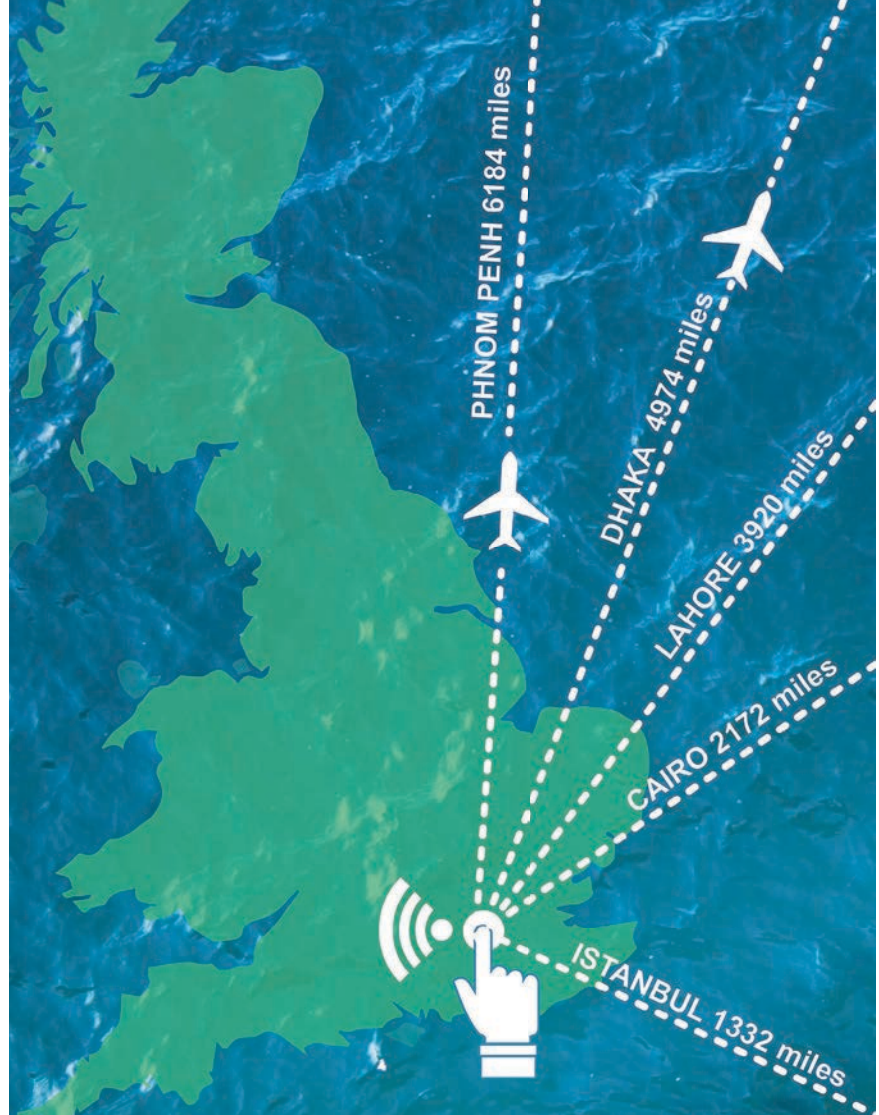 PHNOM PENH 6184 miles
DHAKA 4974 miles
LAHORE 3920 miles
CAIRO 2172 miles
ISTANBUL 1332 miles